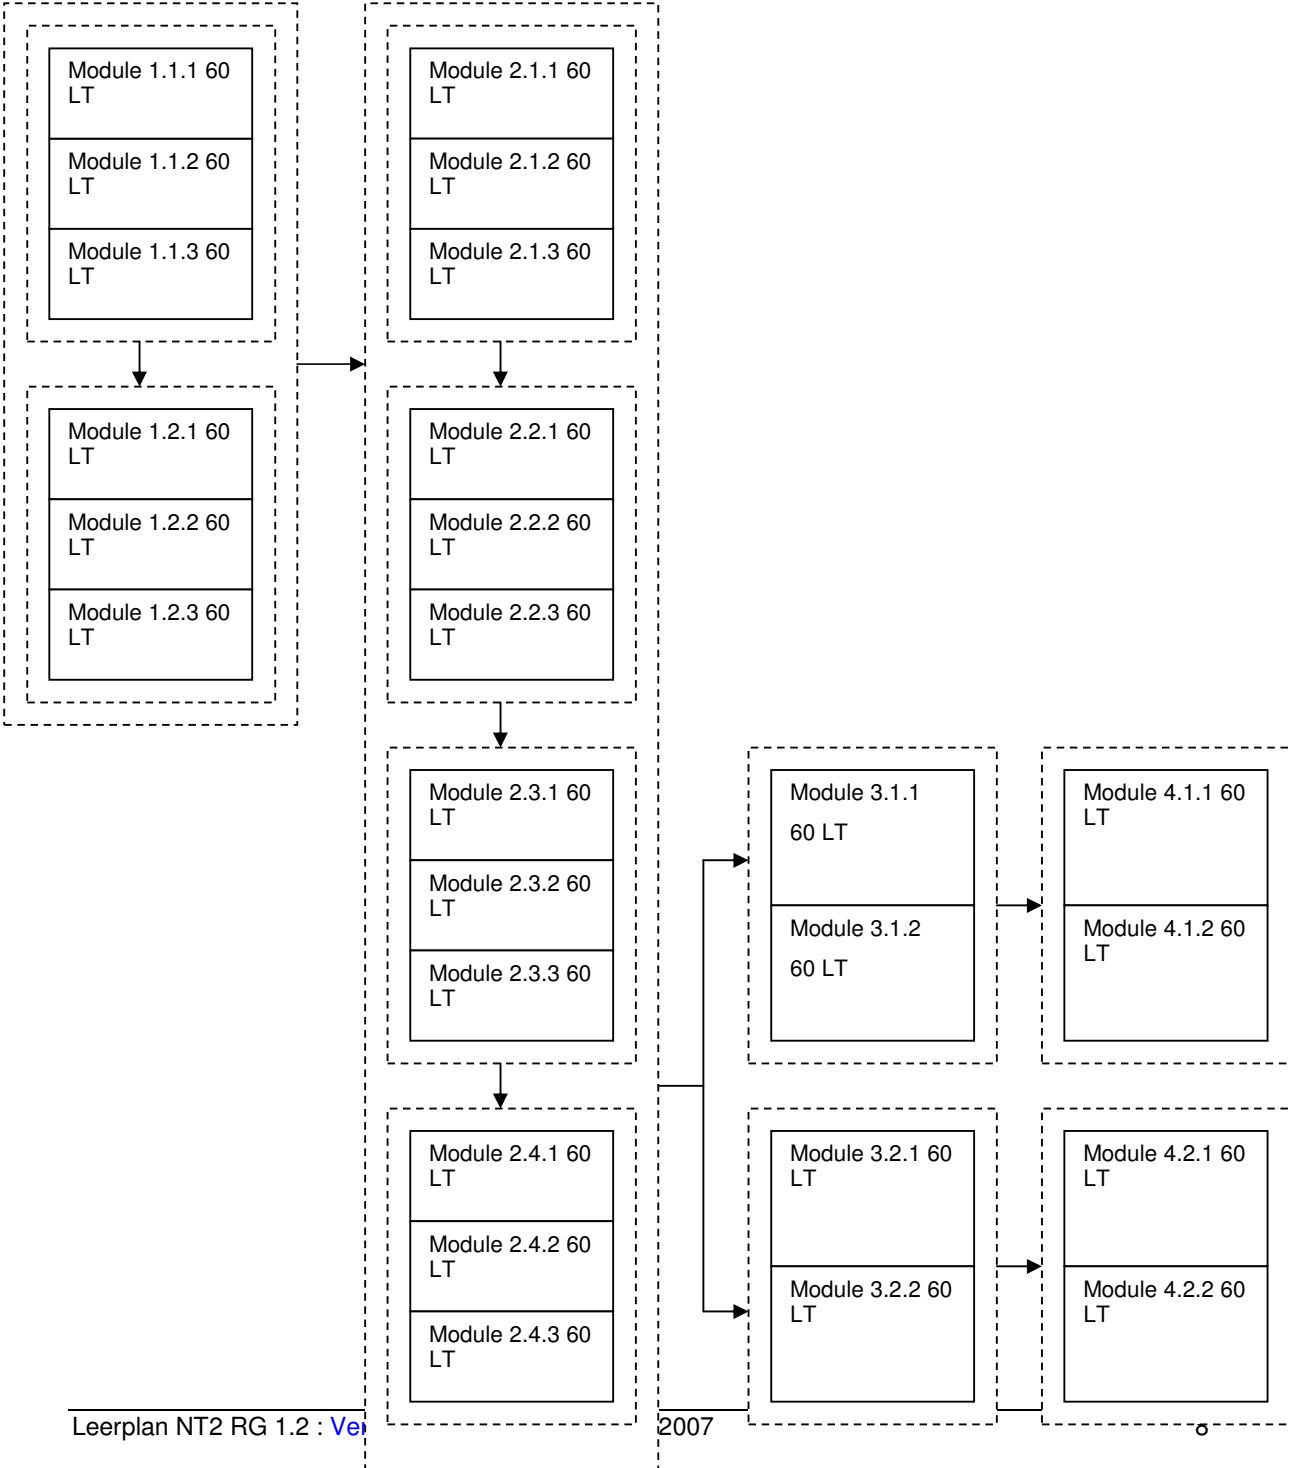 Module 1.1.1 60
LT
Module 1.1.2 60
LT
Module 1.1.3 60
LT
Module 1.2.1 60
LT
Module 1.2.2 60
LT
Module 1.2.3 60
LT
Module 2.1.1 60
LT
Module 2.1.2 60
LT
Module 2.1.3 60
LT
Module 2.2.1 60
LT
Module 2.2.2 60
LT
Module 2.2.3 60
LT
Module 2.3.1 60
LT
Module 2.3.2 60
LT
Module 2.3.3 60
LT
Module 2.4.1 60
LT
Module 2.4.2 60
LT
Module 2.4.3 60
LT
Module 3.1.1
60 LT
Module 3.1.2
60 LT
Module 3.2.1 60
LT
Module 3.2.2 60
LT
Module 4.1.1 60
LT
Module 4.1.2 60
LT
Module 4.2.1 60
LT
Module 4.2.2 60
LT
Leerplan NT2 RG 1.2 : 2007